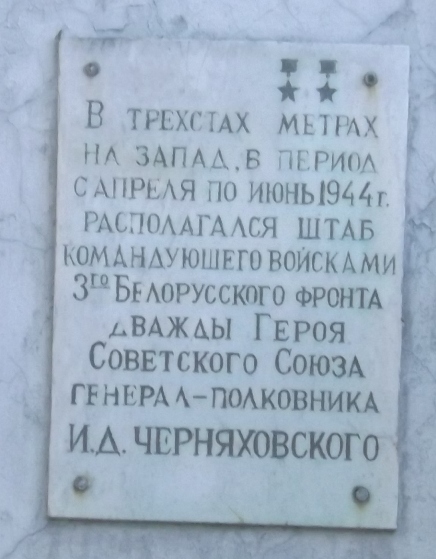 В ТРЕХСТАХ МЕТРАХ
НА ЗАПАД, В ПЕРИОД
С АПРЕЛЯ ПО ИЮНЬ 1944 г.
РАСПОЛАГАЛСЯ ШТАБ
КОМАНДУЮЩЕГО ВОЙСКАМИ
3ГО БЕЛОРУССКОГО ФРОНТА
ДВАЖДЫ ГЕРОЯ
СОВЕТСКОГО СОЮЗА
ГЕНЕРАЛ-ПОЛКОВНИКА
И.Д. ЧЕРНЯХОВСКОГО